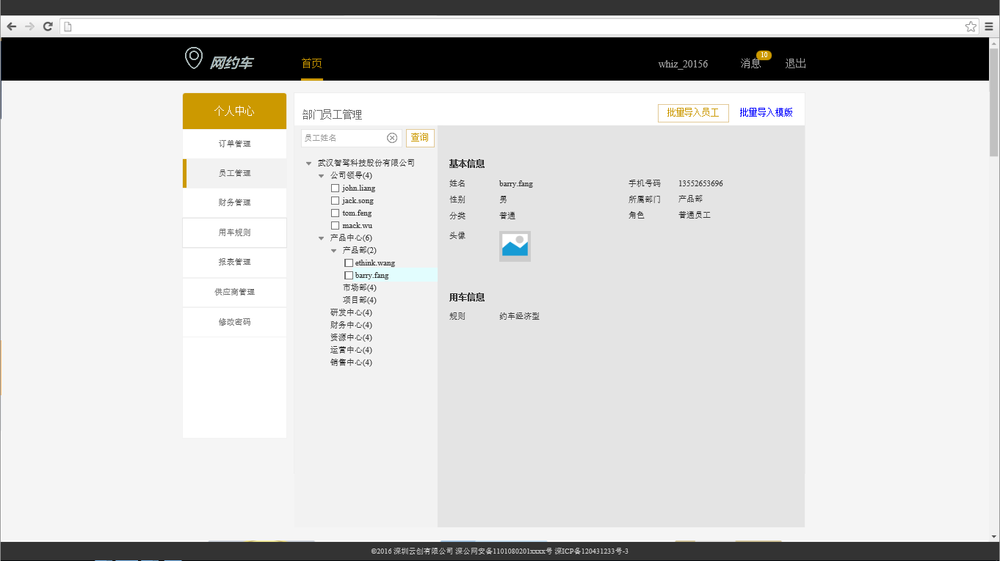 网约车
首页
whiz_20156
消息
10
退出
个人中心
订单管理
员工管理
财务管理
用车规则
报表管理
供应商管理
修改密码
部门员工管理
批量导入员工
批量导入模版
员工姓名
查询
武汉智驾科技股份有限公司
公司领导(4)
john.liang
jack.song
tom.feng
mack.wu
产品中心(6)
产品部(2)
ethink.wang
barry.fang
市场部(4)
项目部(4)
研发中心(4)
财务中心(4)
资源中心(4)
运营中心(4)
销售中心(4)
基本信息
姓名 barry.fang 手机号码 13552653696
性别 男 所属部门 产品部
分类 普通 角色 普通员工
头像
用车信息
规则 约车经济型
©2016 深圳云创有限公司 深公网安备1101080201xxxx号 深ICP备120431233号-3